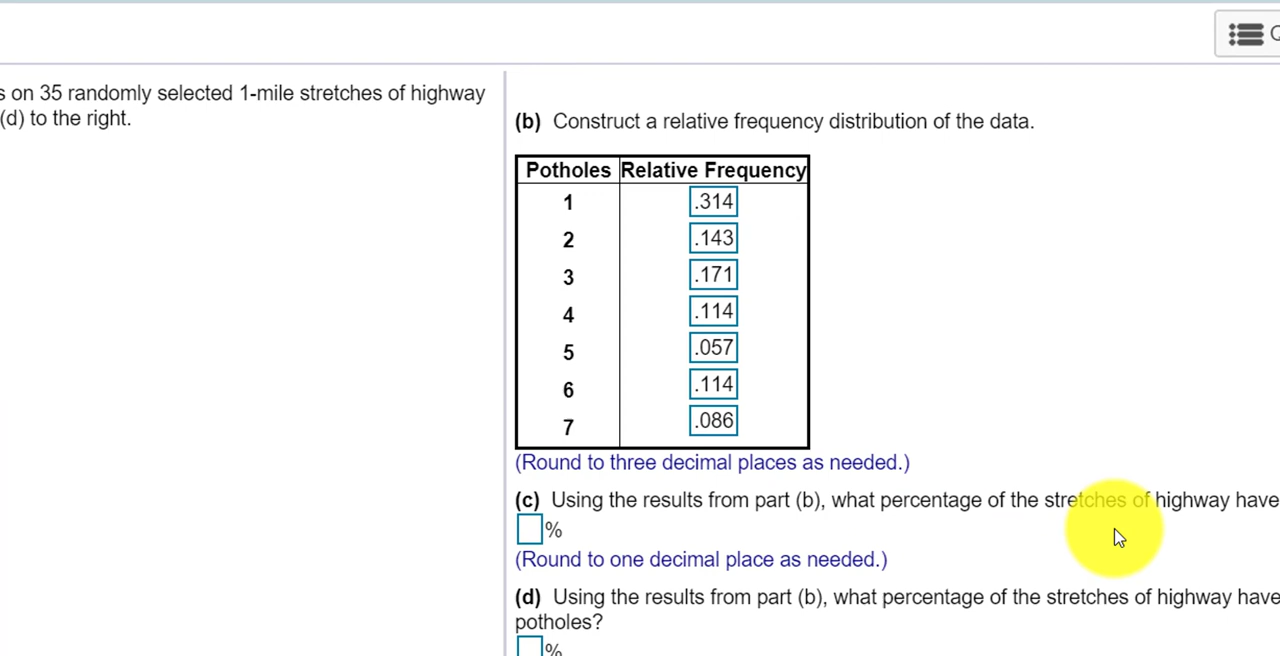 on 35 randomly selected 1-mile stretches of highway
(d) to the right.
(b) Construct a relative frequency distribution of the data.
Potholes Relative Frequency
1 .314
2 .143
3 .171
4 .114
5 .057
6 .114
7 .086
(Round to three decimal places as needed.)
(c) Using the results from part (b), what percentage of the stretches of highway have
%
(Round to one decimal place as needed.)
(d) Using the results from part (b), what percentage of the stretches of highway have
potholes?
%